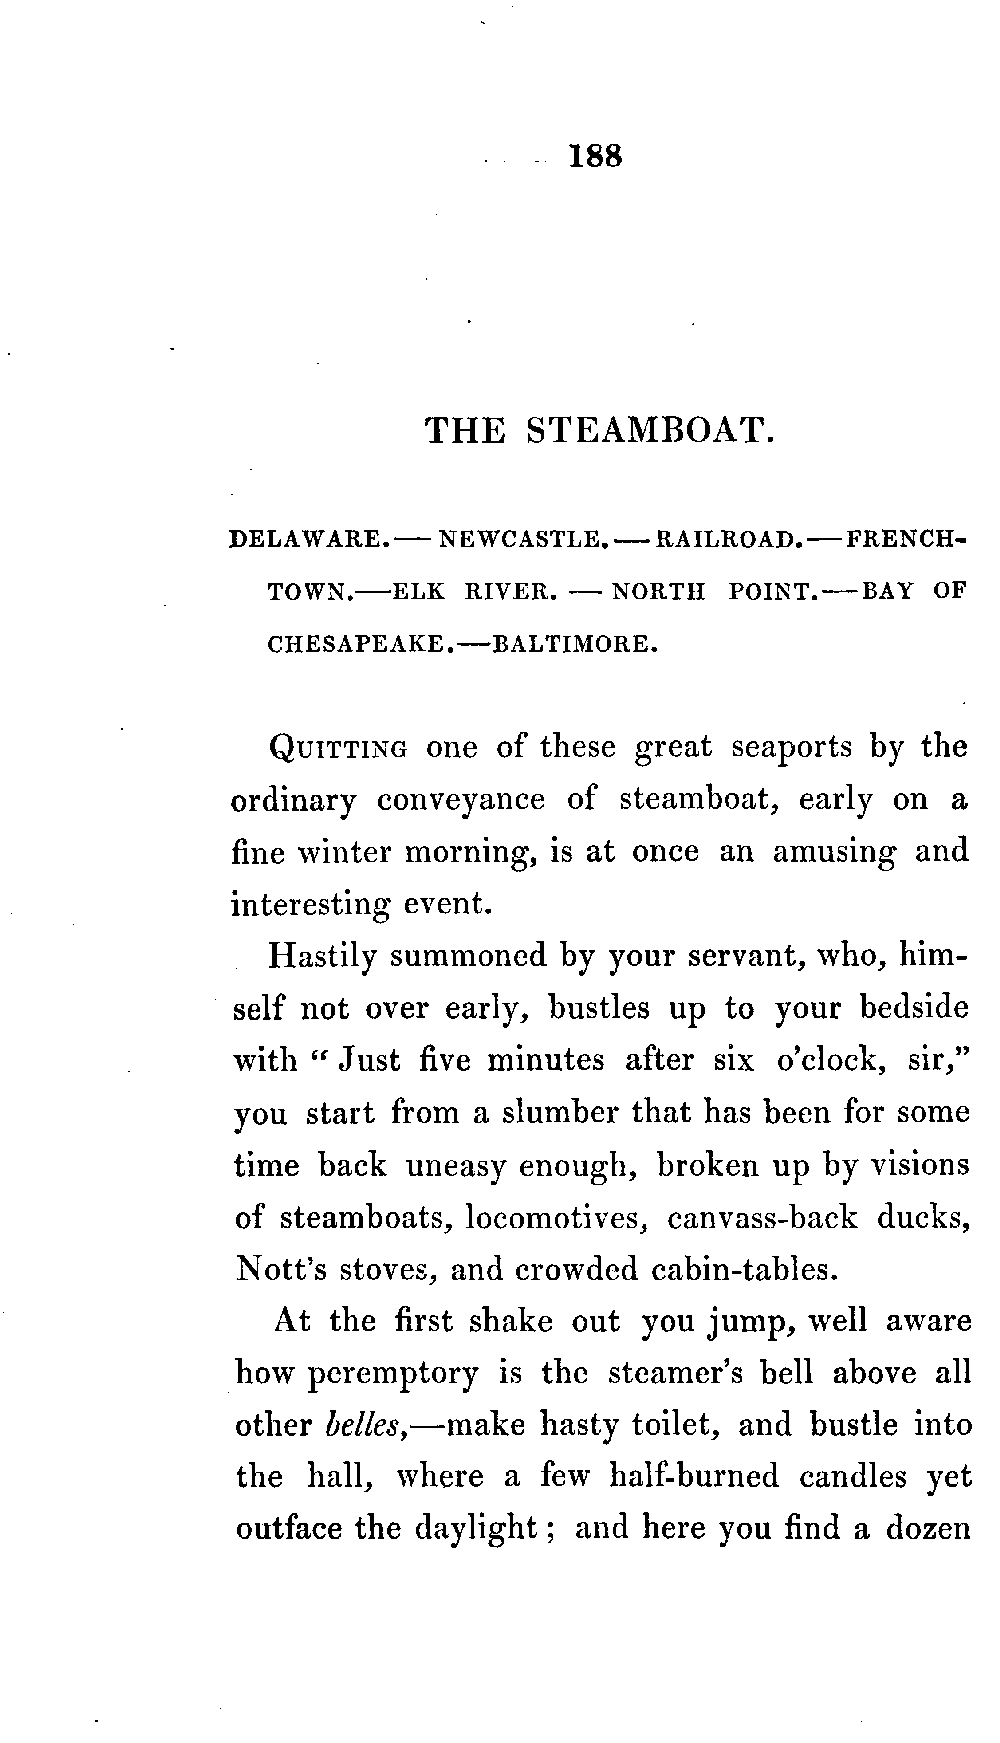 188
THE STEAMBOAT.
DELAWARE.— NEWCASTLE.— RAILROAD.—FRENCH-
TOWN.—ELK RIVER. — NORTH POINT.—BAY OF
CHESAPEAKE.—BALTIMORE.
QUITTING one of these great seaports by the
ordinary conveyance of steamboat, early on a
fine winter morning, is at once an amusing and
interesting event.
Hastily summoned by your servant, who, him-
self not over early, bustles up to your bedside
with "Just five minutes after six o'clock, sir,"
you start from a slumber that has been for some
time back uneasy enough, broken up by visions
of steamboats, locomotives, canvass-back ducks,
Nott's stoves, and crowded cabin-tables.
At the first shake out you jump, well aware
how peremptory is the steamer's bell above all
other belles,—make hasty toilet, and bustle into
the hall, where a few half-burned candles yet
outface the daylight; and here you find a dozen